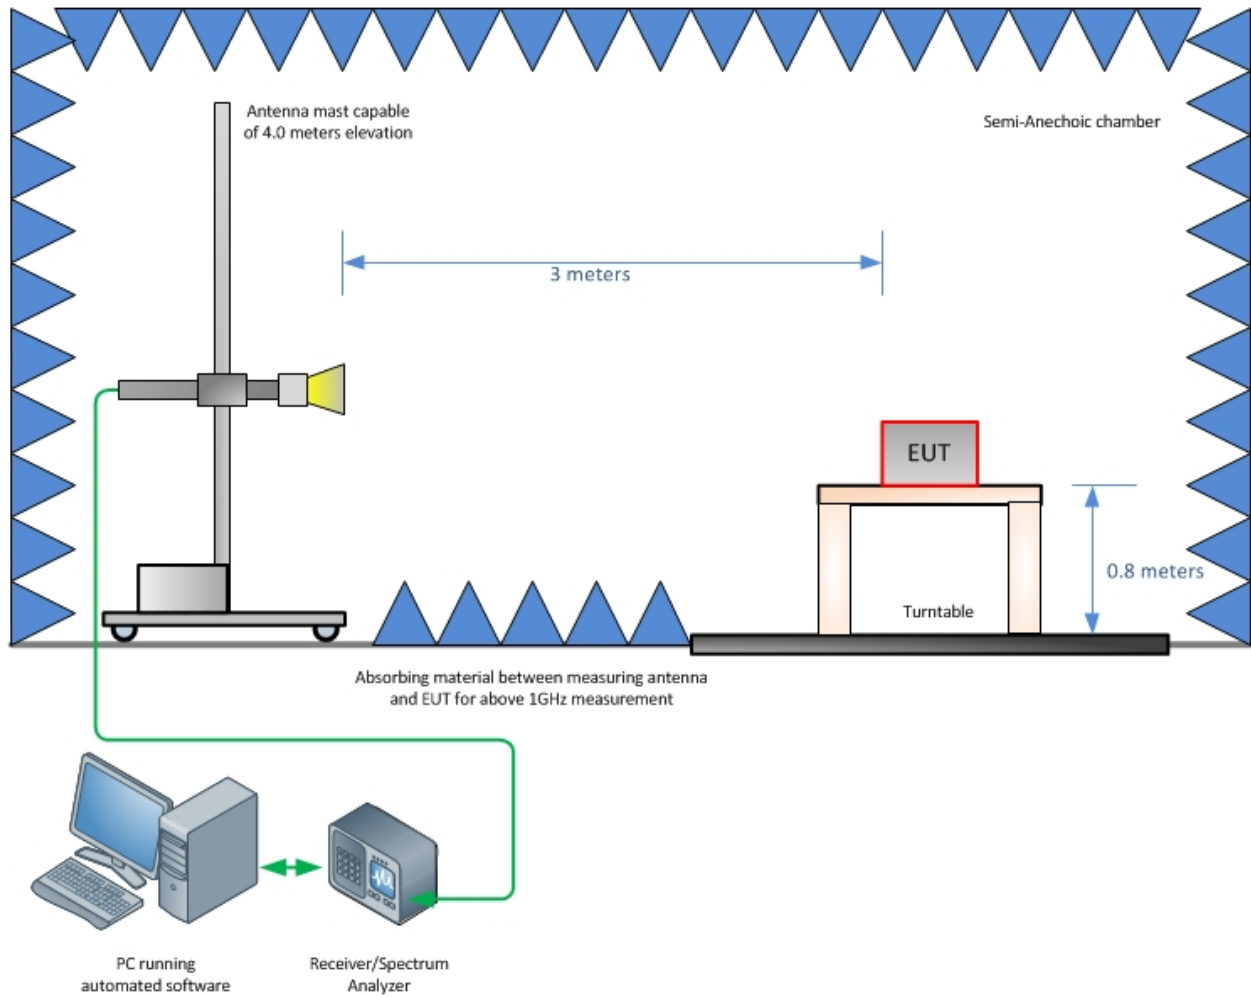 Antenna mast capable
of 4.0 meters elevation
Semi-Anechoic chamber
3 meters
EUT
0.8 meters
Turntable
Absorbing material between measuring antenna
and EUT for above 1GHz measurement
PC running
automated software
Receiver/Spectrum
Analyzer